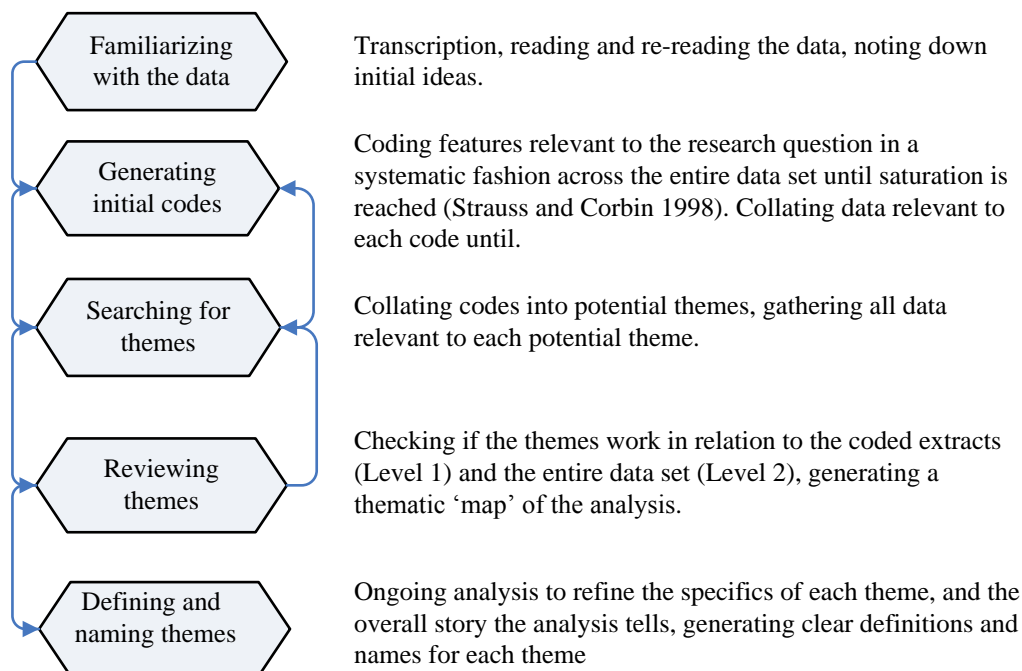 Familiarizing
with the data
Transcription, reading and re-reading the data, noting down
initial ideas.
Generating
initial codes
Coding features relevant to the research question in a
systematic fashion across the entire data set until saturation is
reached (Strauss and Corbin 1998). Collating data relevant to
each code until.
Searching for
themes
Collating codes into potential themes, gathering all data
relevant to each potential theme.
Reviewing
themes
Checking if the themes work in relation to the coded extracts
(Level 1) and the entire data set (Level 2), generating a
thematic ‘map’ of the analysis.
Defining and
naming themes
Ongoing analysis to refine the specifics of each theme, and the
overall story the analysis tells, generating clear definitions and
names for each theme